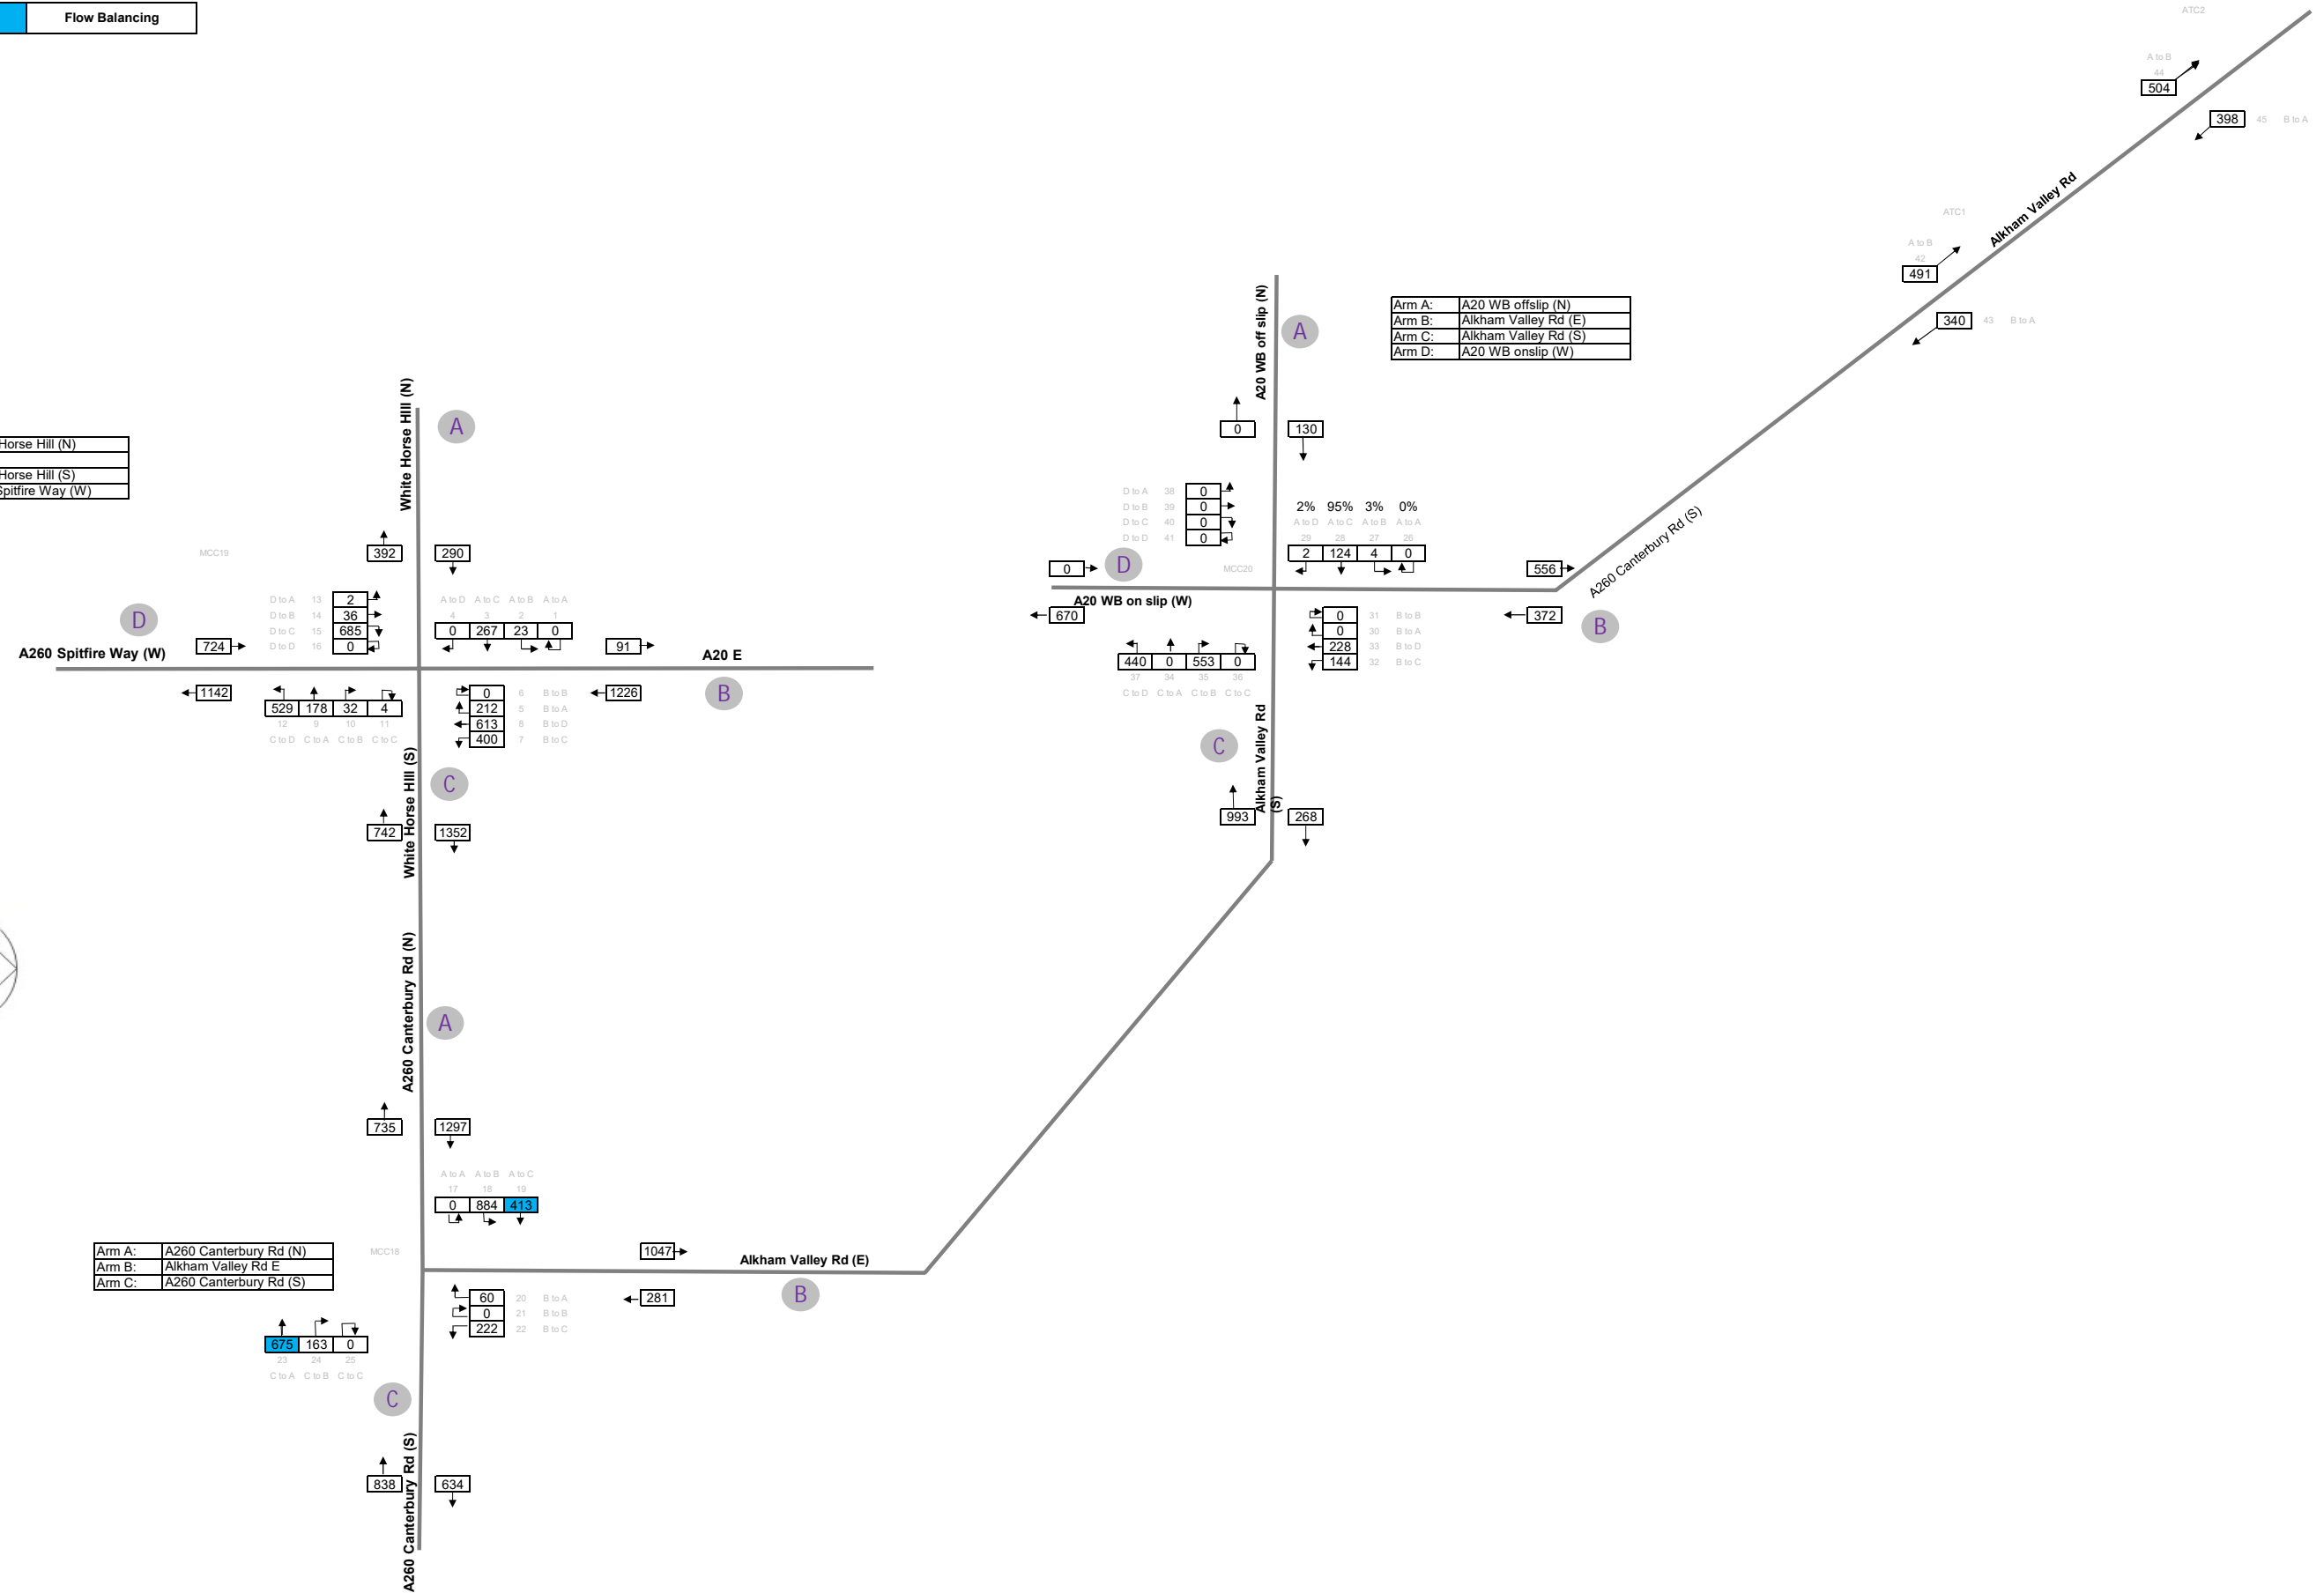 Flow Balancing
ATC2
A to B
44
504
398 45 B to A
Alkham Valley Rd
ATC1
A to B
42
491
340 43 B to A
A20 WB off slip (N)
A
Arm A: A20 WB offslip (N)
Arm B: Alkham Valley Rd (E)
Arm C: Alkham Valley Rd (S)
Arm D: A20 WB onslip (W)
0 130
D to A 38 0
D to B 39 0
D to C 40 0
D to D 41 0
2% 95% 3% 0%
A to D A to C A to B A to A
29 28 27 26
2 124 4 0
0 D MCC20
556
A260 Canterbury Rd (S)
A20 WB on slip (W)
670
372
B
0 31 B to B
0 30 B to A
228 33 B to D
144 32 B to C
440 0 553 0
37 34 35 36
C to D C to A C to B C to C
C
Alkham Valley Rd
(S)
993 268
Horse Hill (N)
Horse Hill (S)
Spitfire Way (W)
White Horse HIll (N)
A
MCC19
392 290
D to A 13 2
D to B 14 36
D to C 15 685
D to D 16 0
A to D A to C A to B A to A
4 3 2 1
0 267 23 0
D
724
91
A260 Spitfire Way (W)
A20 E
1142
1226
B
529 178 32 4
12 9 10 11
C to D C to A C to B C to C
0 6 B to B
212 5 B to A
613 8 B to D
400 7 B to C
White Horse HIll (S)
C
742 1352
A260 Canterbury Rd (N)
A
735 1297
A to A A to B A to C
17 18 19
0 884 413
Arm A: A260 Canterbury Rd (N)
Arm B: Alkham Valley Rd E
Arm C: A260 Canterbury Rd (S)
MCC18
1047
Alkham Valley Rd (E)
B
281
60 20 B to A
0 21 B to B
222 22 B to C
675 163 0
23 24 25
C to A C to B C to C
C
A260 Canterbury Rd (S)
838 634